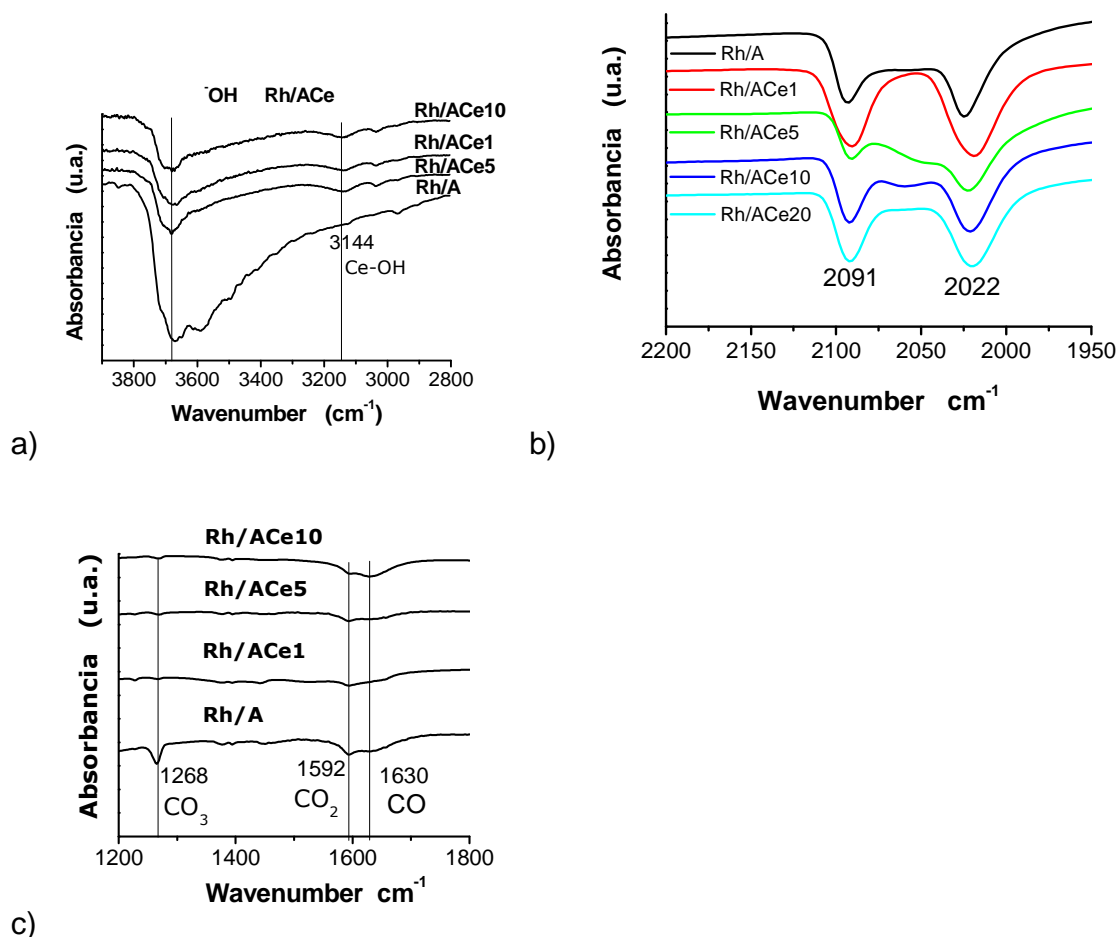 ⁻OH Rh/ACe
Rh/ACe10
Rh/ACe1
Rh/ACe5
Rh/A
3144
Ce-OH
Absorbancia (u.a.)
3800 3600 3400 3200 3000 2800
Wavenumber (cm⁻¹)
a)
Rh/A
Rh/ACe1
Rh/ACe5
Rh/ACe10
Rh/ACe20
2091
2022
Absorbancia (u.a.)
2200 2150 2100 2050 2000 1950
Wavenumber cm⁻¹
b)
Rh/ACe10
Rh/ACe5
Rh/ACe1
Rh/A
1268
CO₃
1592
CO₂
1630
CO
Absorbancia (u.a.)
1200 1400 1600 1800
Wavenumber cm⁻¹
c)